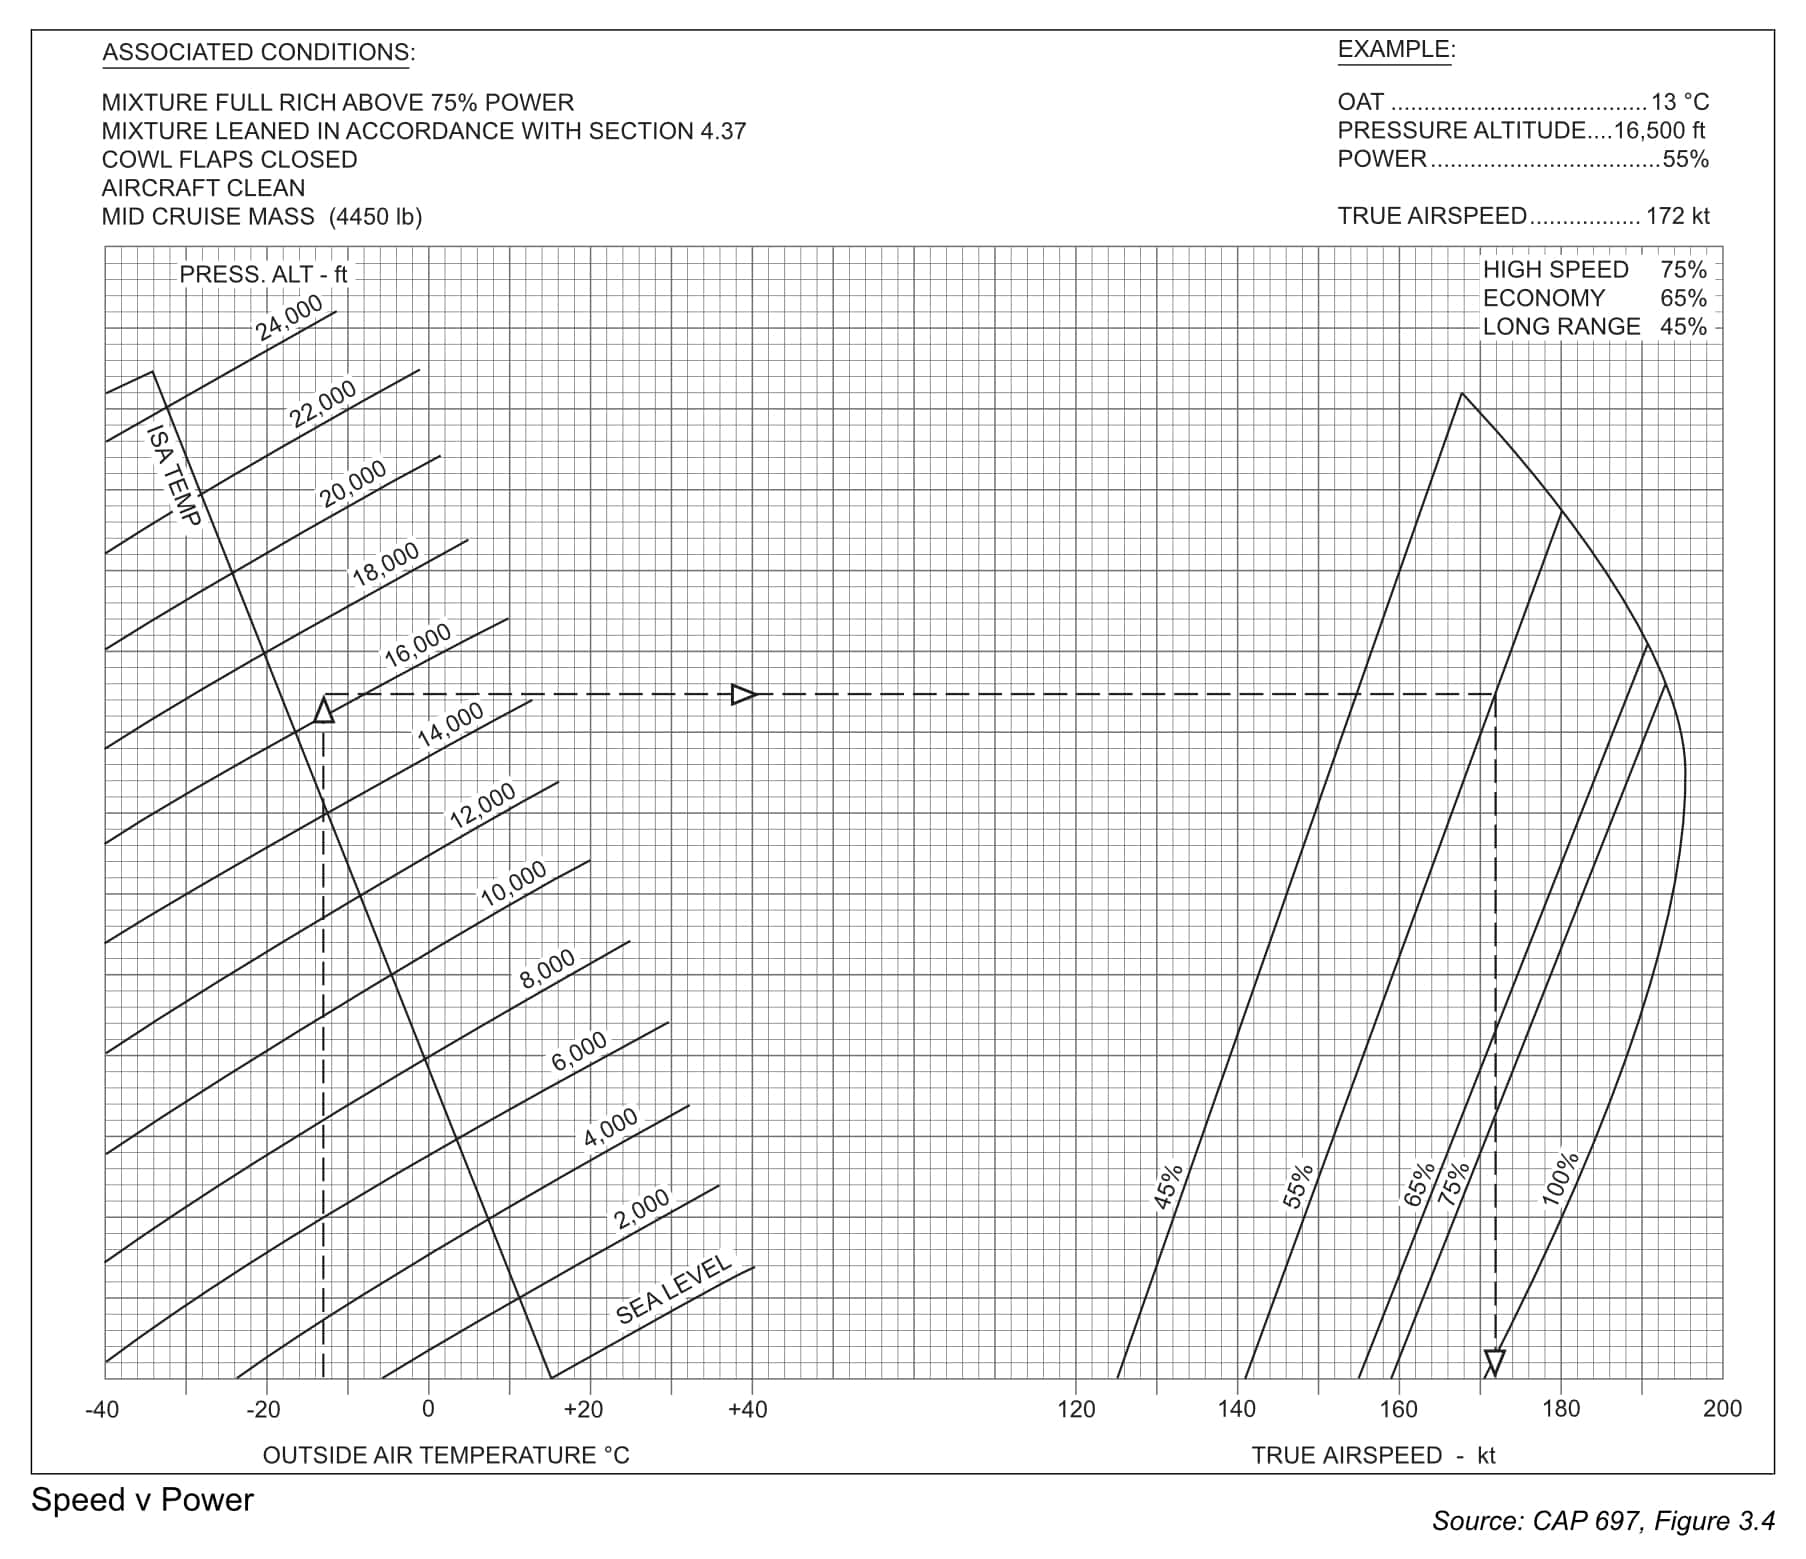 ASSOCIATED CONDITIONS:
MIXTURE FULL RICH ABOVE 75% POWER
MIXTURE LEANED IN ACCORDANCE WITH SECTION 4.37
COWL FLAPS CLOSED
AIRCRAFT CLEAN
MID CRUISE MASS (4450 lb)
EXAMPLE:
OAT ....................................... 13 °C
PRESSURE ALTITUDE....16,500 ft
POWER...................................55%
TRUE AIRSPEED................. 172 kt
PRESS. ALT - ft
HIGH SPEED 75%
ECONOMY 65%
LONG RANGE 45%
24,000
22,000
ISA TEMP
20,000
18,000
16,000
14,000
12,000
10,000
8,000
6,000
4,000
2,000
SEA LEVEL
45%
55%
65%
75%
100%
-40 -20 0 +20 +40 120 140 160 180 200
OUTSIDE AIR TEMPERATURE °C
TRUE AIRSPEED - kt
Speed v Power
Source: CAP 697, Figure 3.4